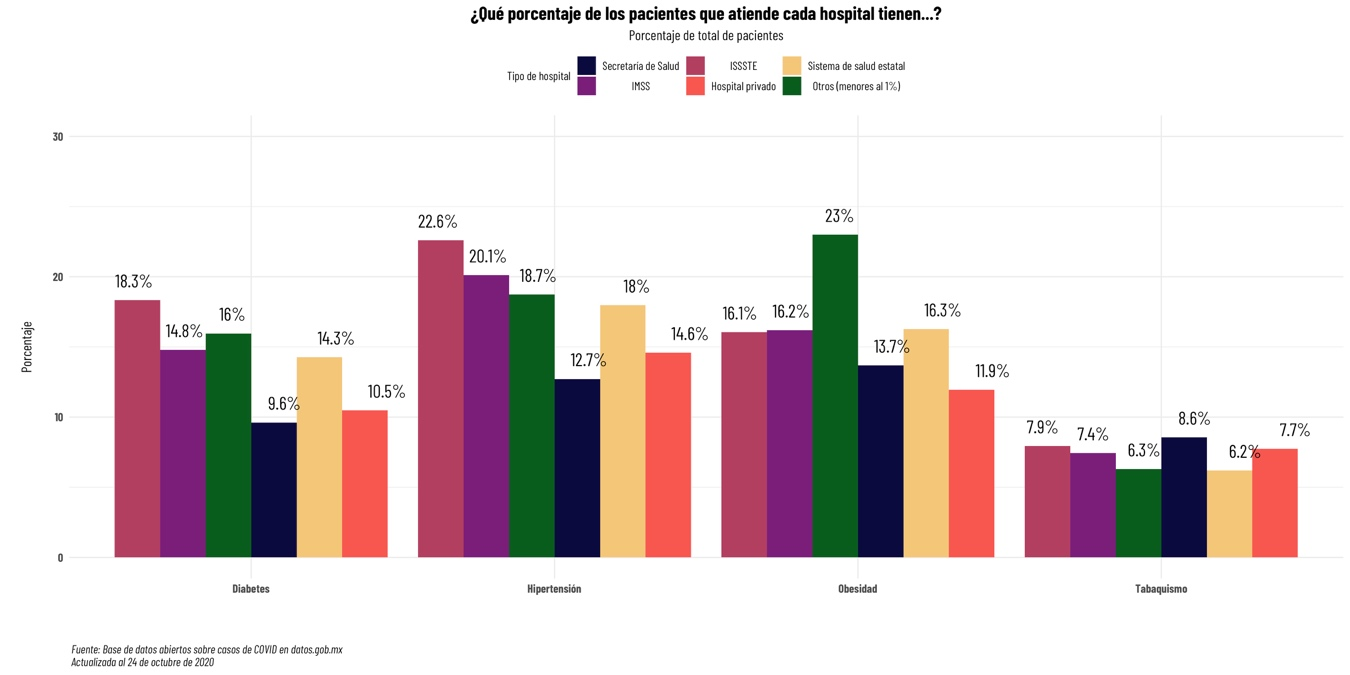 ¿Qué porcentaje de los pacientes que atiende cada hospital tienen...?
Porcentaje de total de pacientes
Tipo de hospital
Secretaria de Salud
ISSSTE
Sistema de salud estatal
IMSS
Hospital privado
Otros (menores al 1%)
Porcentaje
30
20
10
0
18.3%
14.8%
16%
9.6%
14.3%
10.5%
22.6%
20.1%
18.7%
12.7%
18%
14.6%
16.1%
16.2%
23%
13.7%
16.3%
11.9%
7.9%
7.4%
6.3%
8.6%
6.2%
7.7%
Diabetes
Hipertensión
Obesidad
Tabaquismo
Fuente: Base de datos abiertos sobre casos de COVID en datos.gob.mx
Actualizada al 24 de octubre de 2020